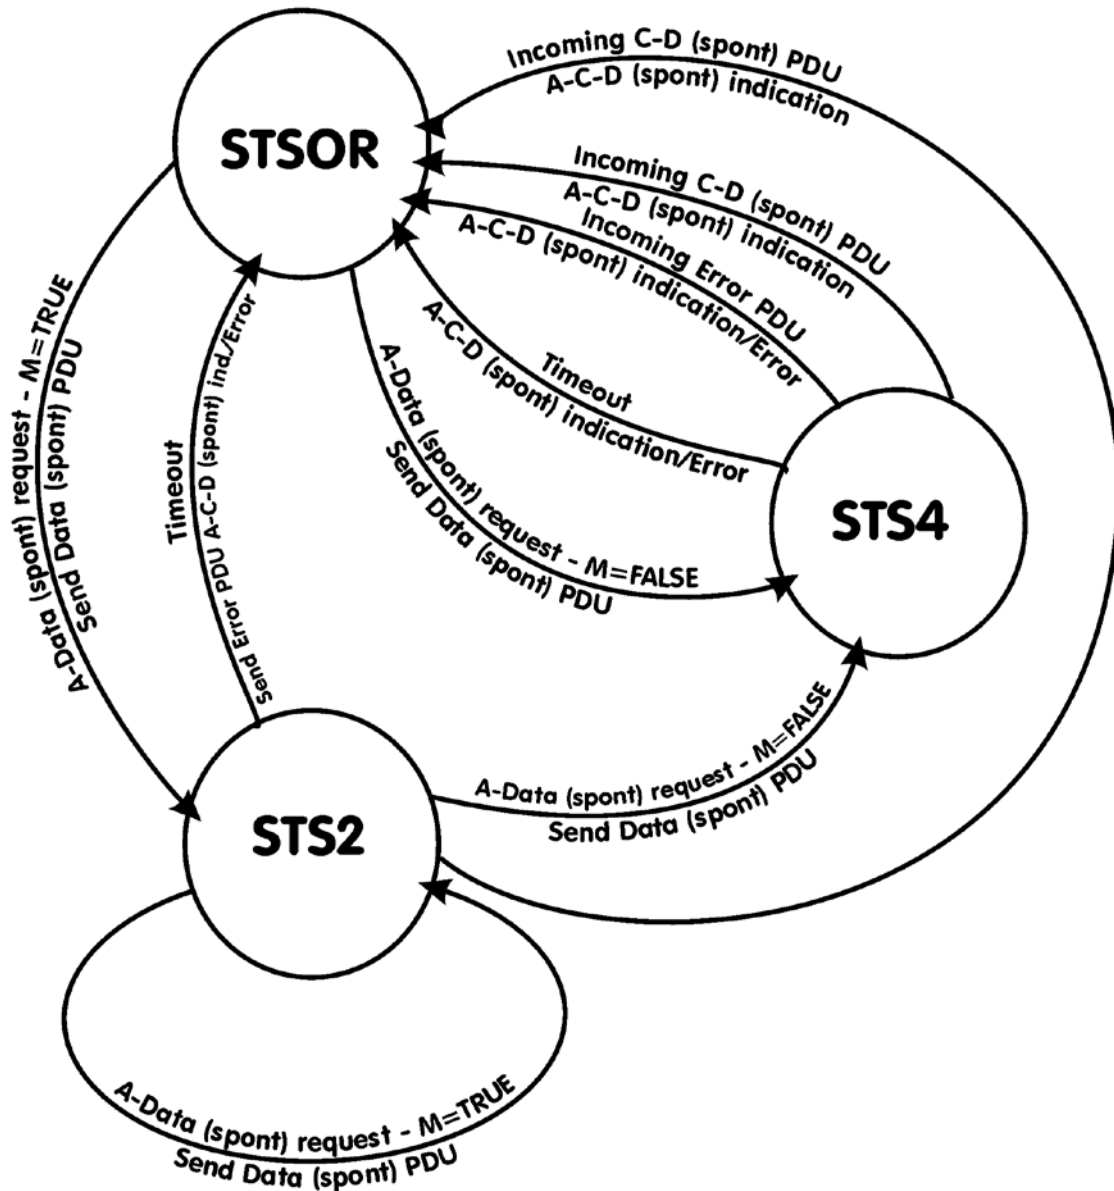 Incoming C-D (spont) PDU
A-C-D (spont) indication
STSOR
Incoming C-D (spont) PDU
A-C-D (spont) indication
Incoming Error PDU
A-C-D (spont) indication/Error
Timeout
A-C-D (spont) indication/Error
A-Data (spont) request - M=TRUE
Send Data (spont) PDU
Timeout
Send Error PDU A-C-D (spont) ind./Error
A-Data (spont) request - M=FALSE
Send Data (spont) PDU
STS4
A-Data (spont) request - M=FALSE
Send Data (spont) PDU
STS2
A-Data (spont) request - M=TRUE
Send Data (spont) PDU